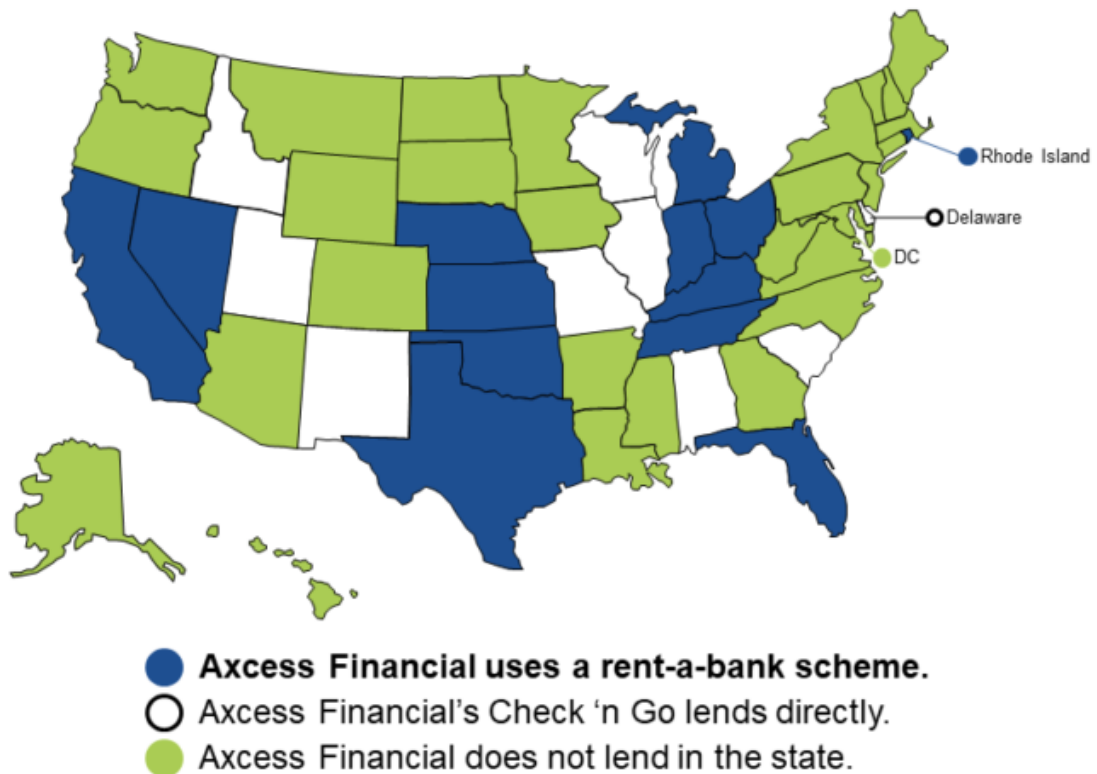 Rhode Island
Delaware
DC
Axcess Financial uses a rent-a-bank scheme.
Axcess Financial’s Check ‘n Go lends directly.
Axcess Financial does not lend in the state.